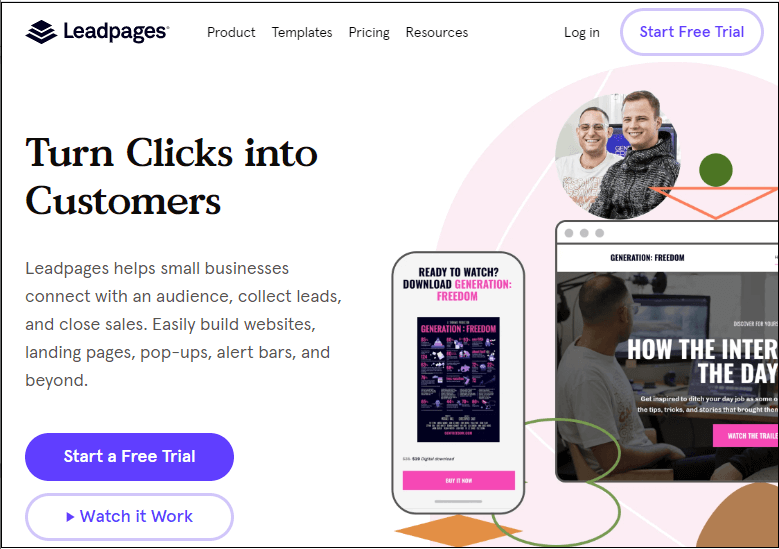 Leadpages
Product Templates Pricing Resources
Log in
Start Free Trial
Turn Clicks into
Customers
Leadpages helps small businesses
connect with an audience, collect leads,
and close sales. Easily build websites,
landing pages, pop-ups, alert bars, and
beyond.
Start a Free Trial
Watch it Work
READY TO WATCH?
DOWNLOAD GENERATION:
FREEDOM
GENERATION: FREEDOM
Digital download
BUY IT NOW
GENERATION: FREEDOM
DISCOVER FOR YOURS
HOW THE INTER
THE DAY
Get inspired to ditch your day job as some o
the tips, tricks, and stories that brought them
WATCH THE TRAILE